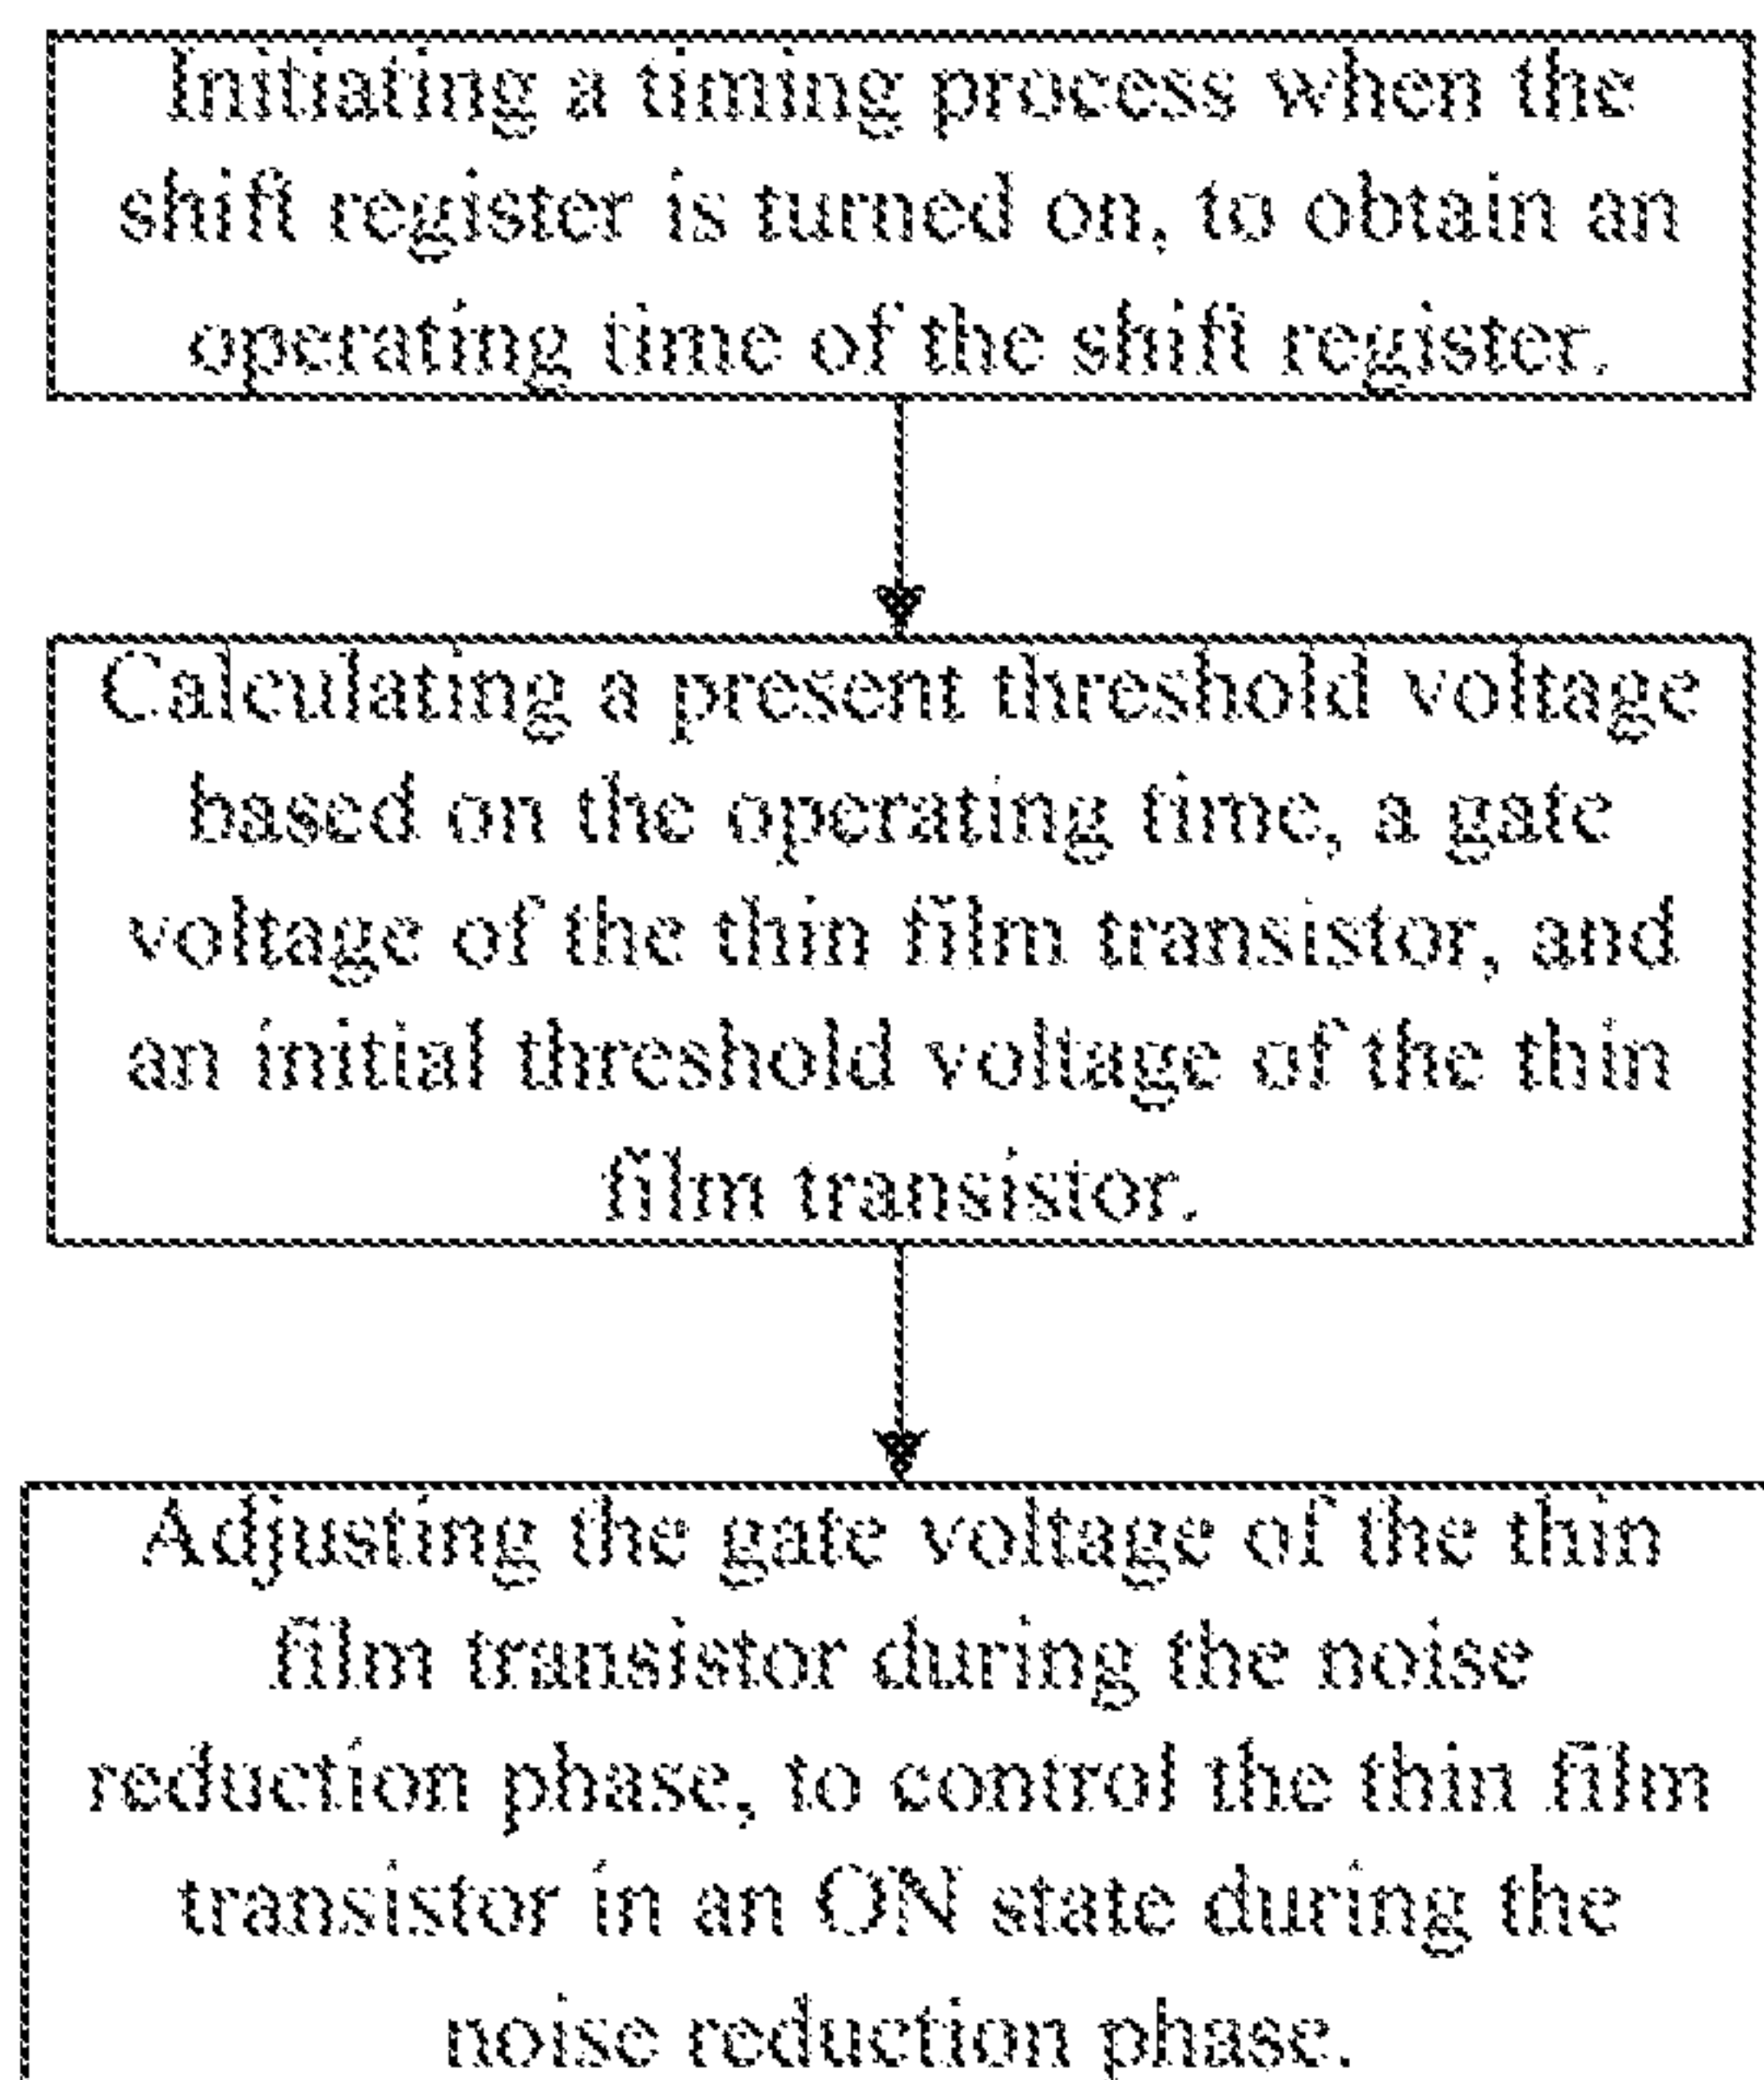 Initiating a timing process when the
shift register is turned on, to obtain an
operating time of the shift register.
Calculating a present threshold voltage
based on the operating time, a gate
voltage of the thin film transistor, and
an initial threshold voltage of the thin
film transistor.
Adjusting the gate voltage of the thin
film transistor during the noise
reduction phase, to control the thin film
transistor in an ON state during the
noise reduction phase.